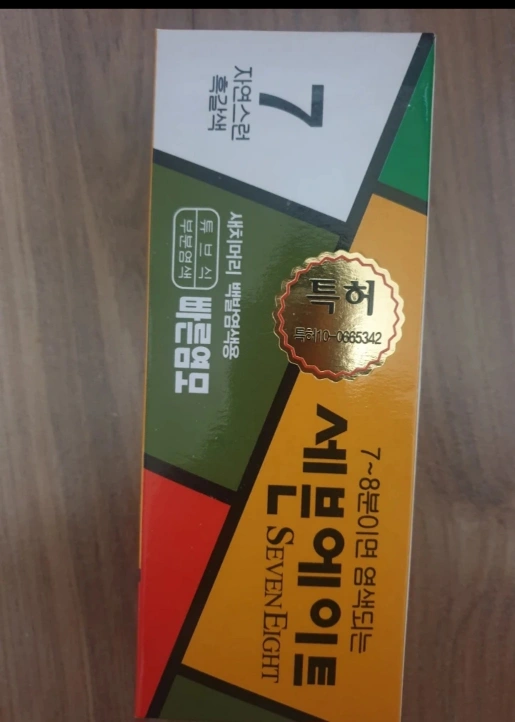 7
자연스런
흑갈색
새치머리 백발염색용
튜브식
부분염색
빠른염모
특허
특허10-0665342
7~8분이면 염색되는
세븐에이트
SEVEN EIGHT